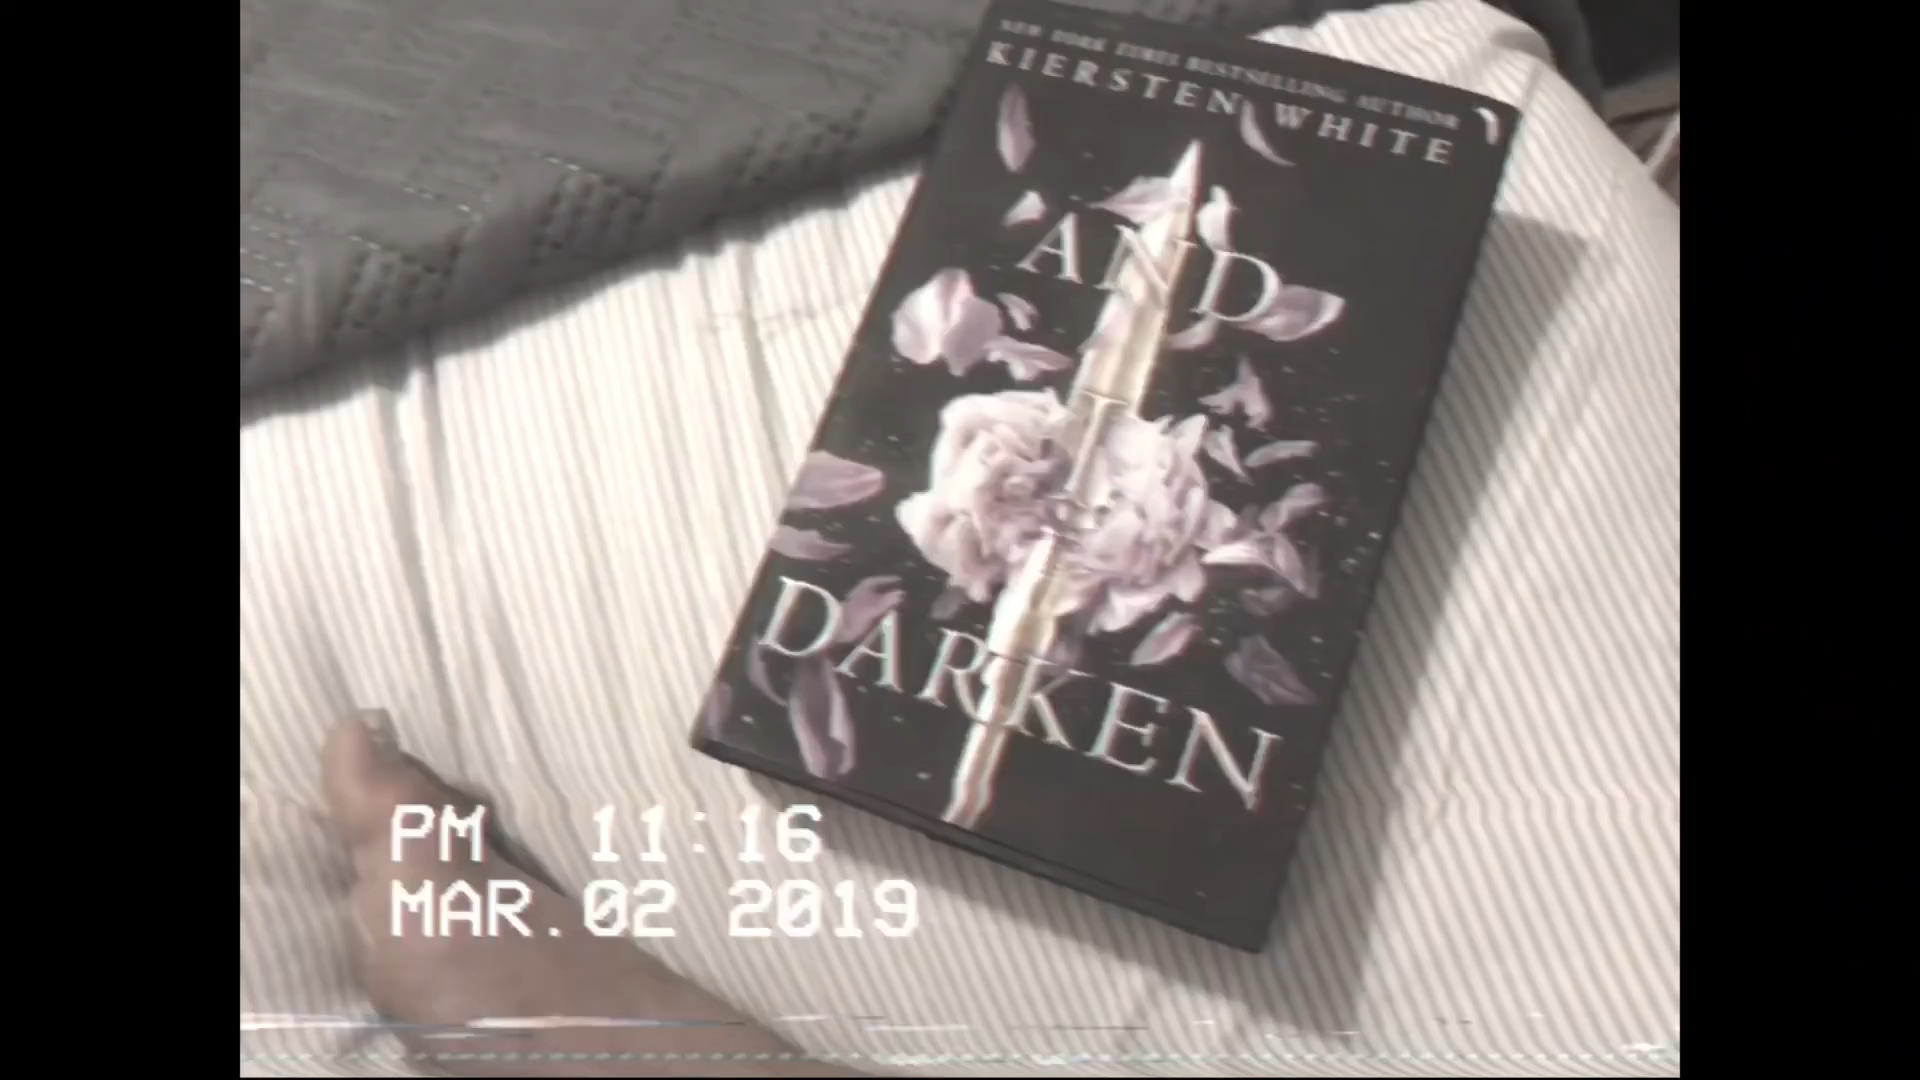 NEW YORK TIMES BESTSELLING AUTHOR
KIERSTEN WHITE
AND
I
DARKEN
PM 11:16
MAR.02 2019